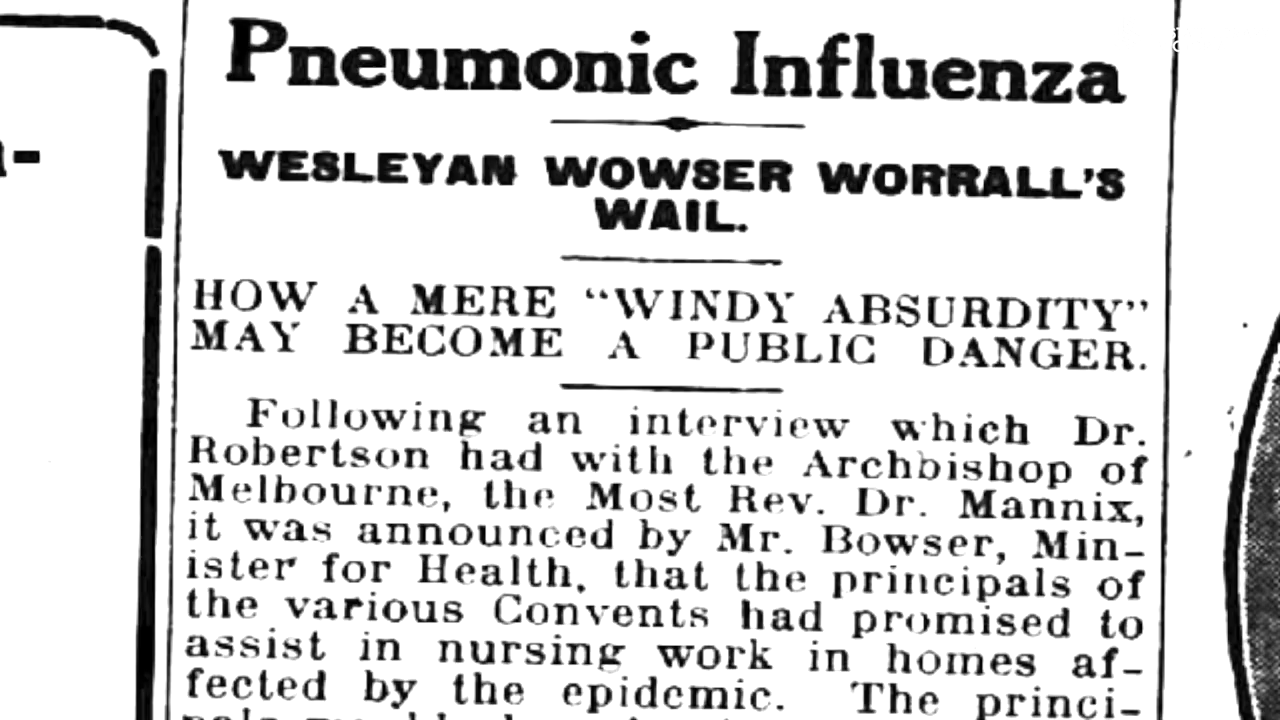 Pneumonic Influenza
WESLEYAN WOWSER WORRALL'S
WAIL.
HOW A MERE "WINDY ABSURDITY"
MAY BECOME A PUBLIC DANGER.
Following an interview which Dr.
Robertson had with the Archbishop of
Melbourne, the Most Rev. Dr. Mannix,
it was announced by Mr. Bowser, Min-
ister for Health, that the principals of
the various Convents had promised to
assist in nursing work in homes af-
fected by the epidemic. The princi-